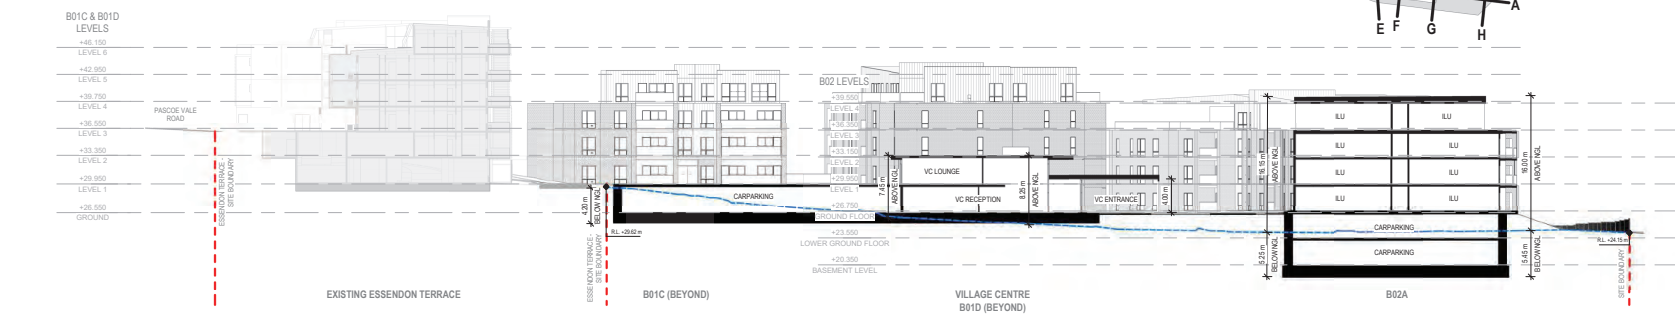 E F G H A
B01C & B01D
LEVELS
+46.150
LEVEL 6
+42.950
LEVEL 5
+39.750
LEVEL 4
+36.550
LEVEL 3
+33.350
LEVEL 2
+29.950
LEVEL 1
+26.550
GROUND
PASCOE VALE
ROAD
ESSENDON TERRACE -
SITE BOUNDARY
EXISTING ESSENDON TERRACE
4.20 m
BELOW NGL
R.L. +29.62 m
ESSENDON TERRACE -
SITE BOUNDARY
CARPARKING
B01C (BEYOND)
B02 LEVELS
+39.550
LEVEL 4
+36.350
LEVEL 3
+33.150
LEVEL 2
+29.950
LEVEL 1
+26.750
GROUND FLOOR
+23.550
LOWER GROUND FLOOR
+20.350
BASEMENT LEVEL
7.45 m
ABOVE NGL
VC LOUNGE
VC RECEPTION
8.25 m
ABOVE NGL
VC ENTRANCE
4.00 m
VILLAGE CENTRE
B01D (BEYOND)
16.15 m
ABOVE NGL
5.25 m
BELOW NGL
ILU ILU
ILU ILU
ILU ILU
ILU ILU
CARPARKING
CARPARKING
16.00 m
ABOVE NGL
5.45 m
BELOW NGL
B02A
R.L. +24.15 m
SITE BOUNDARY